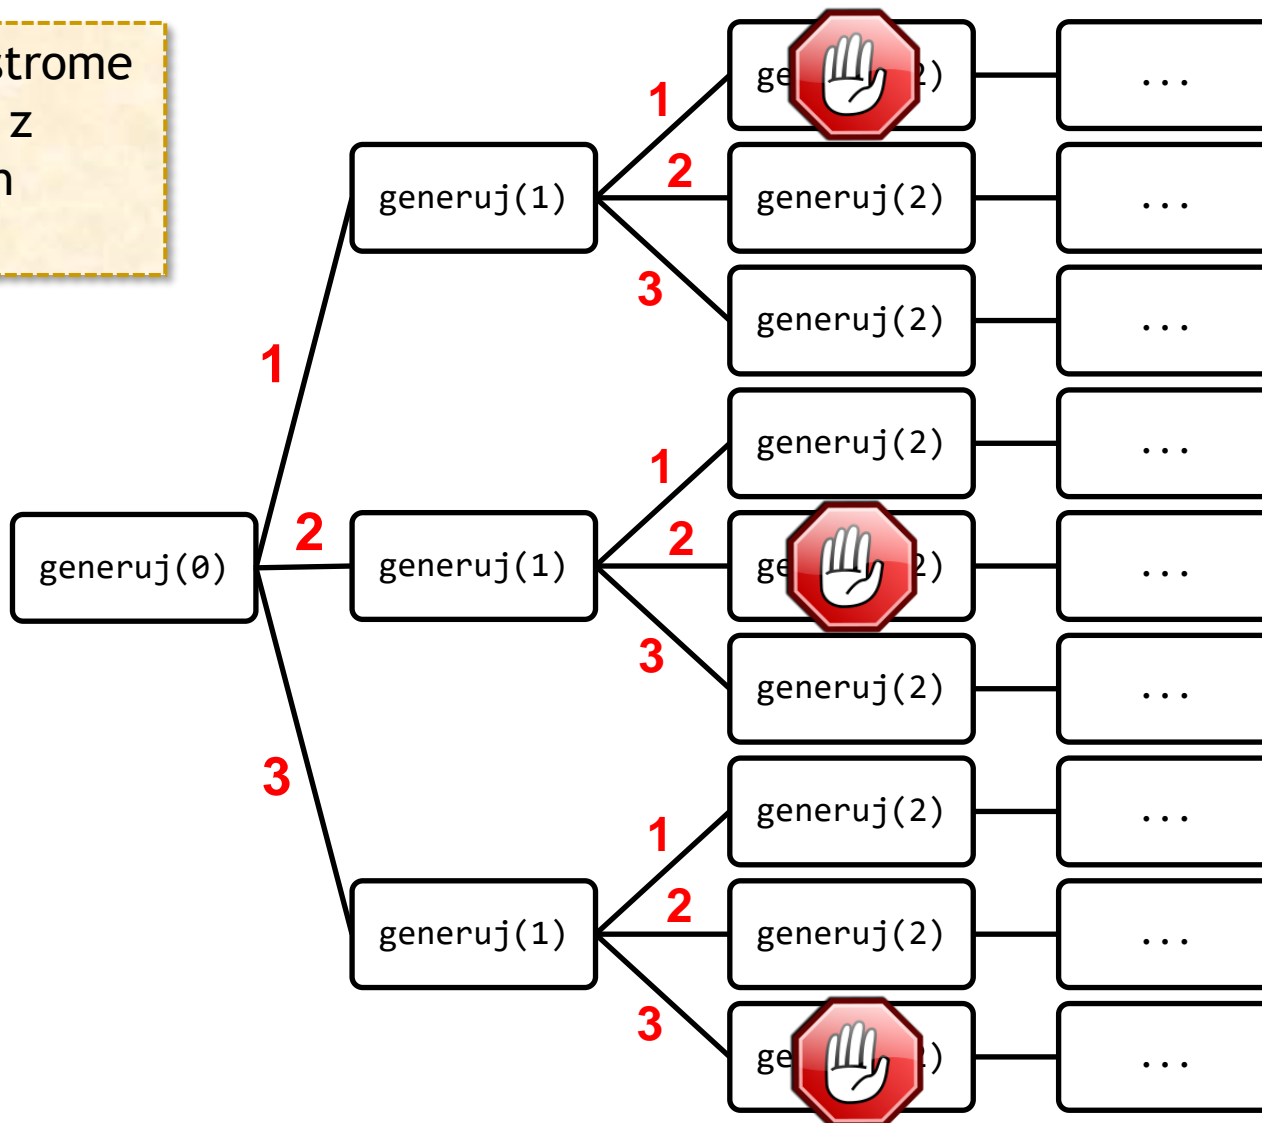 strome
z
generuj(0)
1
2
3
generuj(1)
1
2
3
generuj(2)
...
generuj(2)
...
...
generuj(1)
1
2
3
generuj(2)
...
...
generuj(2)
...
generuj(1)
1
2
3
generuj(2)
...
generuj(2)
...
...